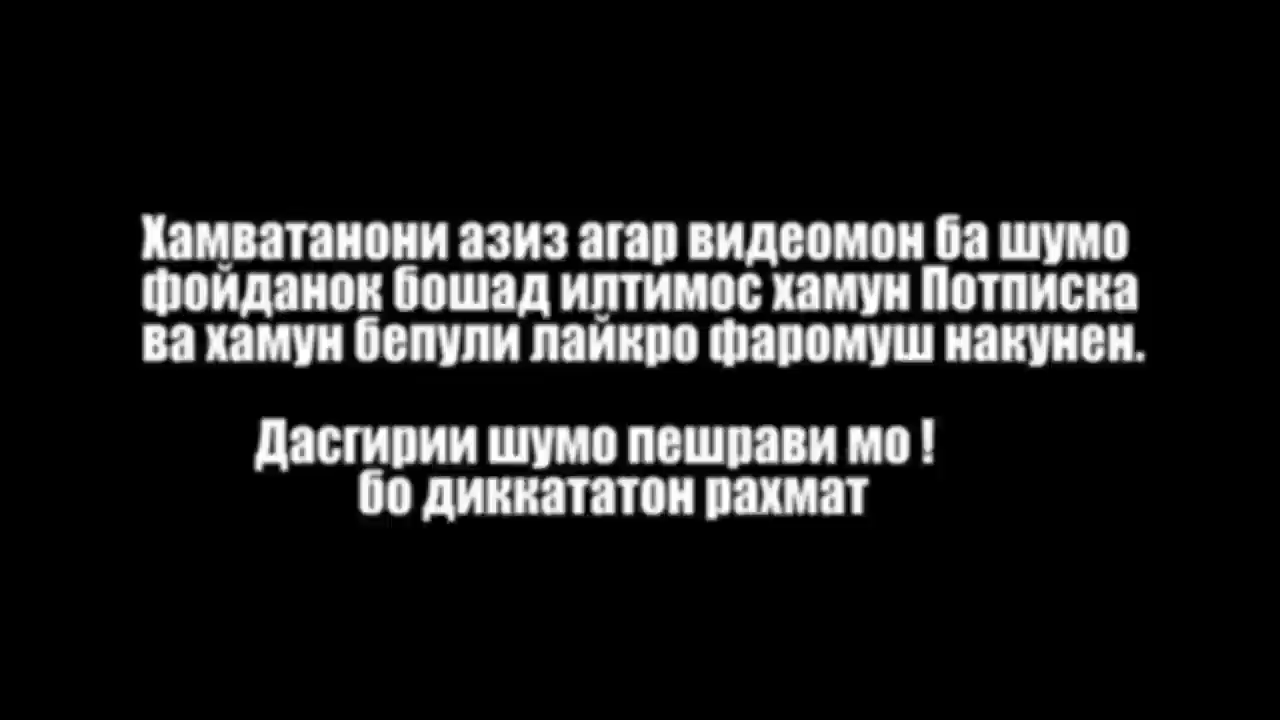 Хамватанони азиз агар видеомон ба шумо
фойданок бошад илтимос хамун Потписка
ва хамун бепули лайкро фаромуш накунен.
Дасгирии шумо пешрави мо !
бо диккататон рахмат